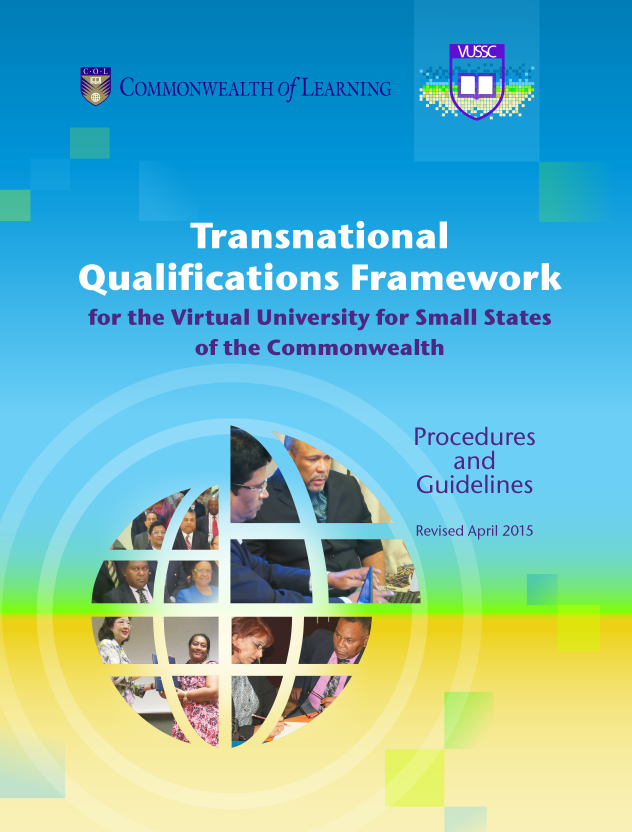 C·O·L
COMMONWEALTH of LEARNING
VUSSC
Transnational
Qualifications Framework
for the Virtual University for Small States
of the Commonwealth
Procedures
and
Guidelines
Revised April 2015